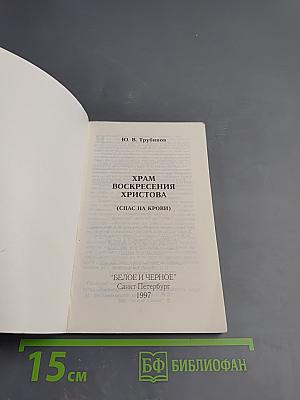 Ю. В. Трубинов
ХРАМ
ВОСКРЕСЕНИЯ
ХРИСТОВА
(СПАС НА КРОВИ)
"БЕЛОЕ И ЧЕРНОЕ"
Санкт-Петербург
1997
15 см
БФ БИБЛИОФАН